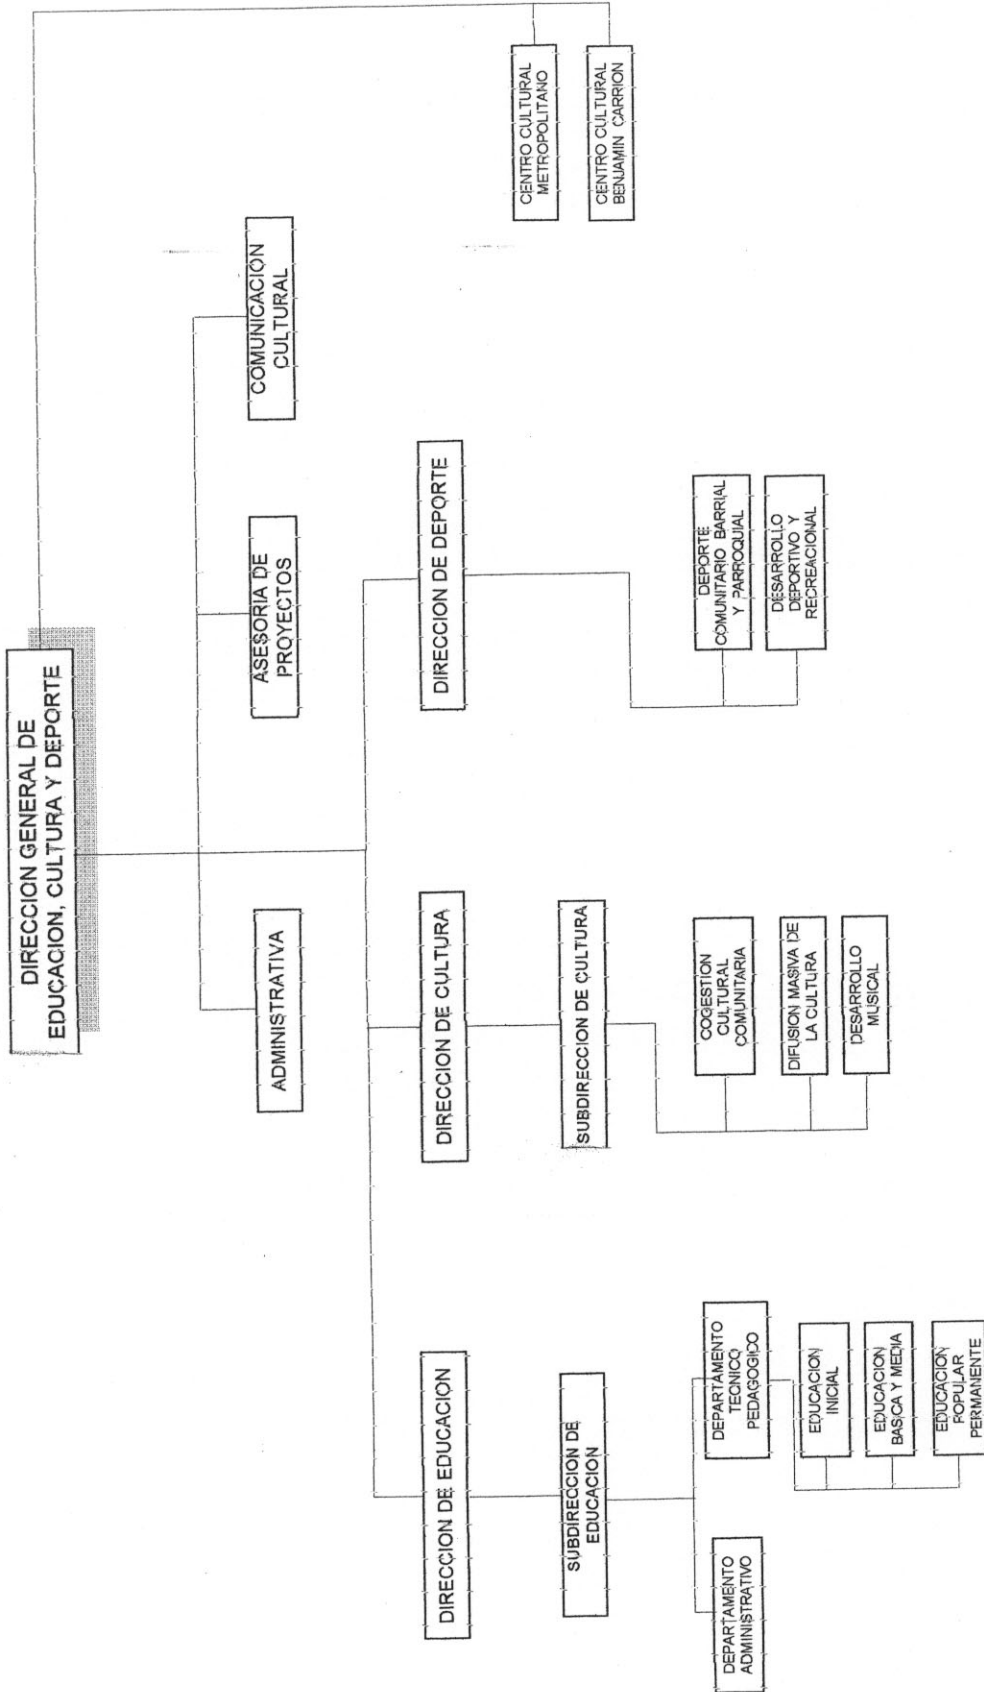 DIRECCION GENERAL DE
EDUCACION, CULTURA Y DEPORTE
ADMINISTRATIVA
ASESORIA DE
PROYECTOS
COMUNICACION
CULTURAL
CENTRO CULTURAL
METROPOLITANO
CENTRO CULTURAL
BENJAMIN CARRION
DIRECCION DE EDUCACION
DIRECCION DE CULTURA
DIRECCION DE DEPORTE
SUBDIRECCION DE
EDUCACION
SUBDIRECCION DE CULTURA
DEPARTAMENTO
ADMINISTRATIVO
DEPARTAMENTO
TECNICO
PEDAGOGICO
EDUCACION
INICIAL
EDUCACION
BASICA Y MEDIA
EDUCACION
POPULAR
PERMANENTE
COGESTION
CULTURAL
COMUNITARIA
DIFUSION MASIVA DE
LA CULTURA
DESARROLLO
MUSICAL
DEPORTE
COMUNITARIO BARRIAL
Y PARROQUIAL
DESARROLLO
DEPORTIVO Y
RECREACIONAL